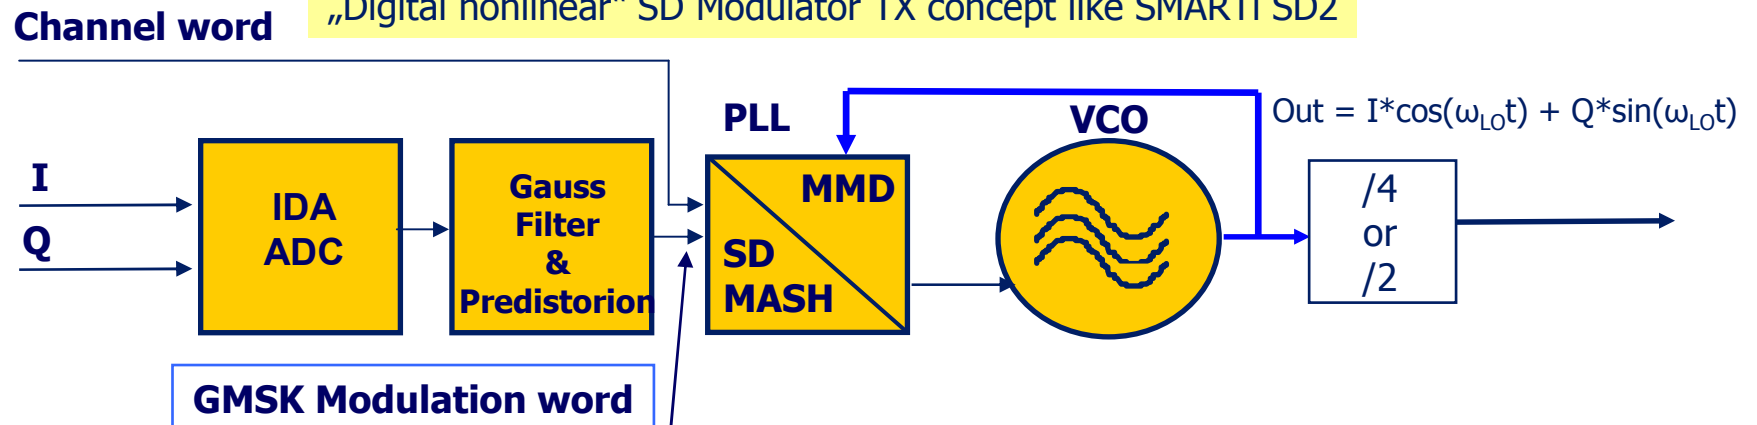 „Digital nonlinear“ SD Modulator TX concept like SMARTI SD2
Channel word
PLL
VCO
Out = I*cos(ωLOt) + Q*sin(ωLOt)
I
Q
IDA
ADC
Gauss
Filter
&
Predistorion
MMD
SD
MASH
/4
or
/2
GMSK Modulation word